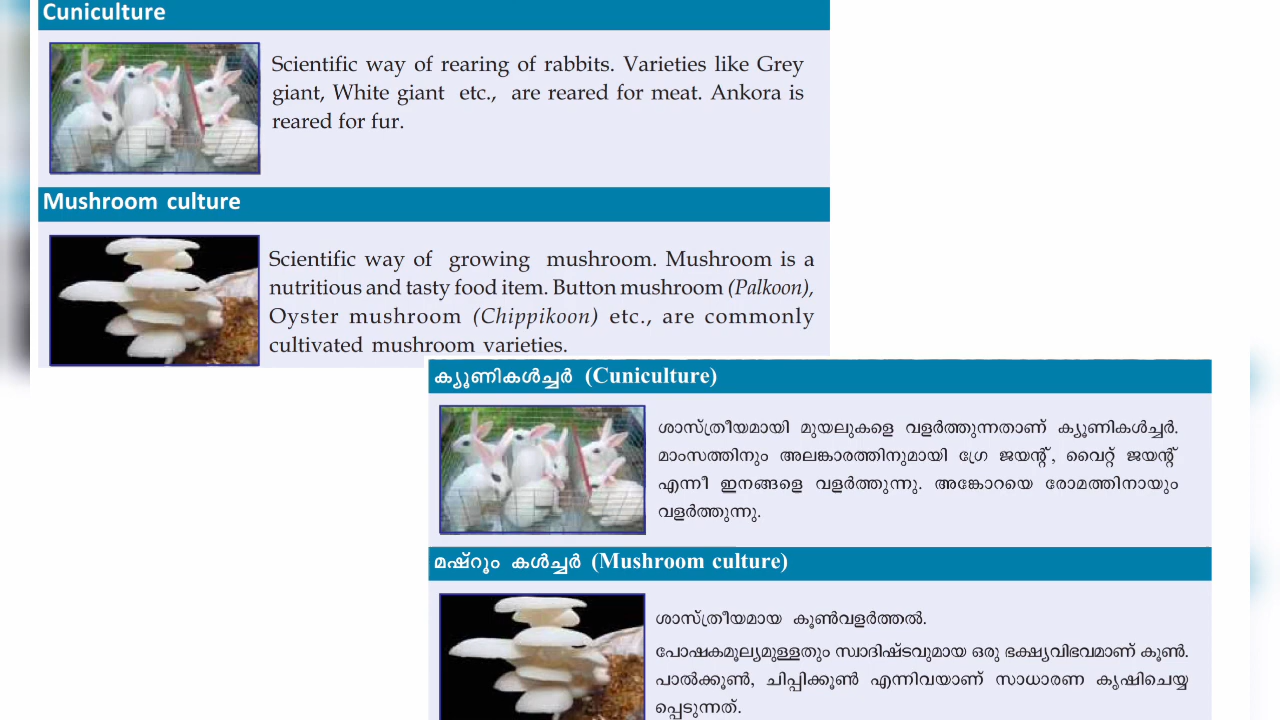 Cuniculture
Scientific way of rearing of rabbits. Varieties like Grey
giant, White giant etc., are reared for meat. Ankora is
reared for fur.
Mushroom culture
Scientific way of growing mushroom. Mushroom is a
nutritious and tasty food item. Button mushroom (Palkoon),
Oyster mushroom (Chippikoon) etc., are commonly
cultivated mushroom varieties.
ക്യൂണികൾച്ചർ (Cuniculture)
ശാസ്ത്രീയമായി മുയലുകളെ വളർത്തുന്നതാണ് ക്യൂണികൾച്ചർ.
മാംസത്തിനും അലങ്കാരത്തിനുമായി ഗ്രേ ജയന്റ്, വൈറ്റ് ജയന്റ്
എന്നീ ഇനങ്ങളെ വളർത്തുന്നു. അങ്കോറയെ രോമത്തിനായും
വളർത്തുന്നു.
മഷ്റൂം കൾച്ചർ (Mushroom culture)
ശാസ്ത്രീയമായ കൂൺവളർത്തൽ.
പോഷകമൂല്യമുള്ളതും സ്വാദിഷ്ടവുമായ ഒരു ഭക്ഷ്യവിഭവമാണ് കൂൺ.
പാൽക്കൂൺ, ചിപ്പിക്കൂൺ എന്നിവയാണ് സാധാരണ കൃഷിചെയ്യ
പ്പെടുന്നത്.